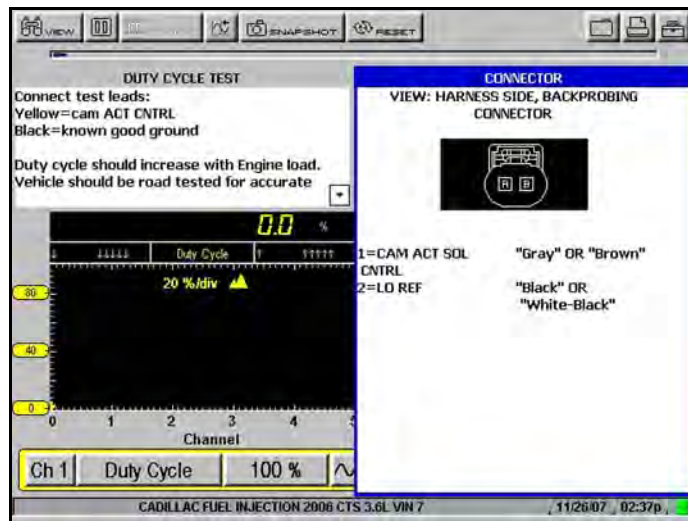 VIEW
SNAPSHOT
RESET
DUTY CYCLE TEST
Connect test leads:
Yellow=cam ACT CNTRL
Black=known good ground
Duty cycle should increase with Engine load.
Vehicle should be road tested for accurate
0.0 %
Duty Cycle
20 %/div
80
40
0
0 1 2 3 4 5
Channel
Ch 1 Duty Cycle 100 %
CONNECTOR
VIEW: HARNESS SIDE, BACKPROBING
CONNECTOR
A B
1=CAM ACT SOL "Gray" OR "Brown"
CNTRL
2=LO REF "Black" OR
"White-Black"
CADILLAC FUEL INJECTION 2006 CTS 3.6L VIN 7 11/26/07 02:37p